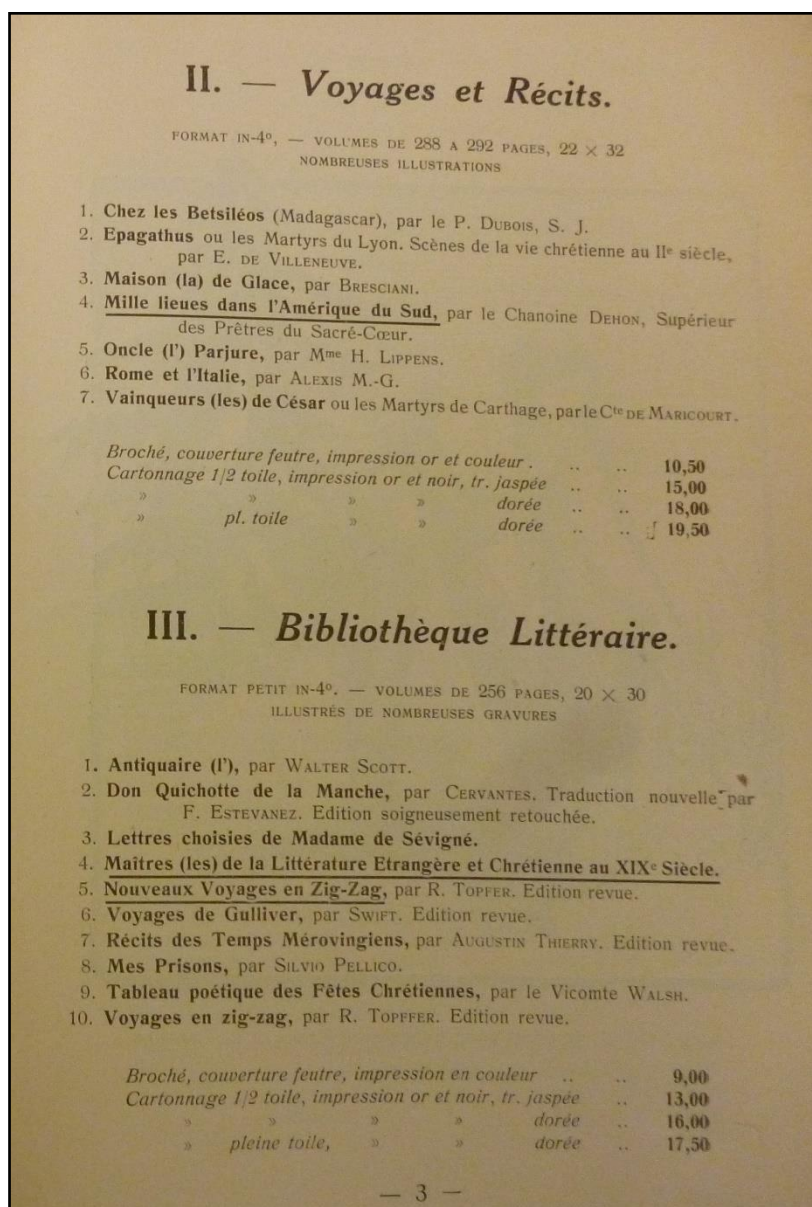 II. — Voyages et Récits.
FORMAT IN-4º, — VOLUMES DE 288 A 292 PAGES, 22 × 32
NOMBREUSES ILLUSTRATIONS
1. Chez les Betsiléos (Madagascar), par le P. DUBOIS, S. J.
2. Epagathus ou les Martyrs du Lyon. Scènes de la vie chrétienne au IIe siècle,
par E. DE VILLENEUVE.
3. Maison (la) de Glace, par BRESCIANI.
4. Mille lieues dans l'Amérique du Sud, par le Chanoine DEHON, Supérieur
des Prêtres du Sacré-Cœur.
5. Oncle (l') Parjure, par Mme H. LIPPENS.
6. Rome et l'Italie, par ALEXIS M.-G.
7. Vainqueurs (les) de César ou les Martyrs de Carthage, par le Cte DE MARICOURT.
Broché, couverture feutre, impression or et couleur . .. .. 10,50
Cartonnage 1/2 toile, impression or et noir, tr. jaspée .. .. 15,00
» » » » dorée .. .. 18,00
» pl. toile » » dorée .. .. 19,50
III. — Bibliothèque Littéraire.
FORMAT PETIT IN-4º. — VOLUMES DE 256 PAGES, 20 × 30
ILLUSTRÉS DE NOMBREUSES GRAVURES
1. Antiquaire (l'), par WALTER SCOTT.
2. Don Quichotte de la Manche, par CERVANTES. Traduction nouvelle par
F. ESTEVANEZ. Edition soigneusement retouchée.
3. Lettres choisies de Madame de Sévigné.
4. Maîtres (les) de la Littérature Etrangère et Chrétienne au XIXe Siècle.
5. Nouveaux Voyages en Zig-Zag, par R. TOPFER. Edition revue.
6. Voyages de Gulliver, par SWIFT. Edition revue.
7. Récits des Temps Mérovingiens, par AUGUSTIN THIERRY. Edition revue.
8. Mes Prisons, par SILVIO PELLICO.
9. Tableau poétique des Fêtes Chrétiennes, par le Vicomte WALSH.
10. Voyages en zig-zag, par R. TOPFFER. Edition revue.
Broché, couverture feutre, impression en couleur .. .. 9,00
Cartonnage 1/2 toile, impression or et noir, tr. jaspée .. 13,00
» » » » dorée .. 16,00
» pleine toile, » » dorée .. 17,50
— 3 —